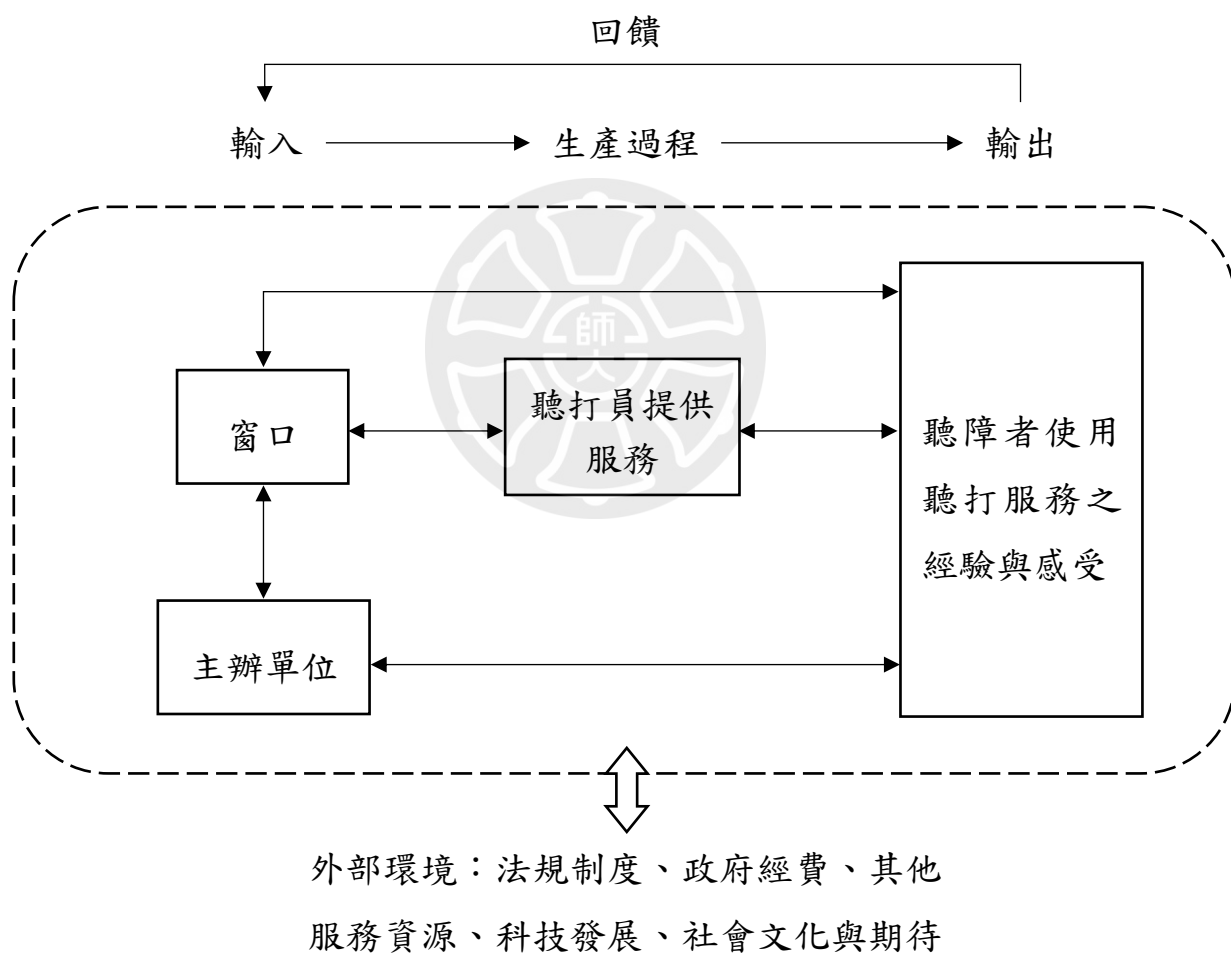 回饋
輸入
生產過程
輸出
師大
窗口
聽打員提供
服務
聽障者使用
聽打服務之
經驗與感受
主辦單位
外部環境：法規制度、政府經費、其他
服務資源、科技發展、社會文化與期待